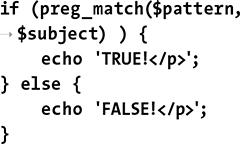 if (preg_match($pattern,
→ $subject) ) {
    echo 'TRUE!</p>';
} else {
    echo 'FALSE!</p>';
}